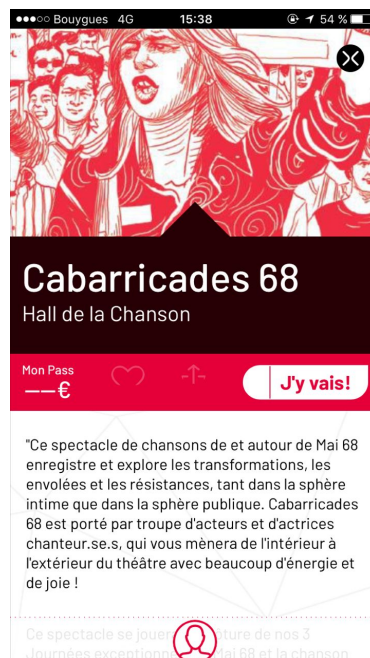 Bouygues 4G 15:38 54 %
Cabarricades 68
Hall de la Chanson
Mon Pass
--€
J'y vais!
"Ce spectacle de chansons de et autour de Mai 68
enregistre et explore les transformations, les
envolées et les résistances, tant dans la sphère
intime que dans la sphère publique. Cabarricades
68 est porté par troupe d'acteurs et d'actrices
chanteur.se.s, qui vous mènera de l'intérieur à
l'extérieur du théâtre avec beaucoup d'énergie et
de joie !
Ce spectacle se jouer ture de nos 3
Journées exception Mai 68 et la chanson